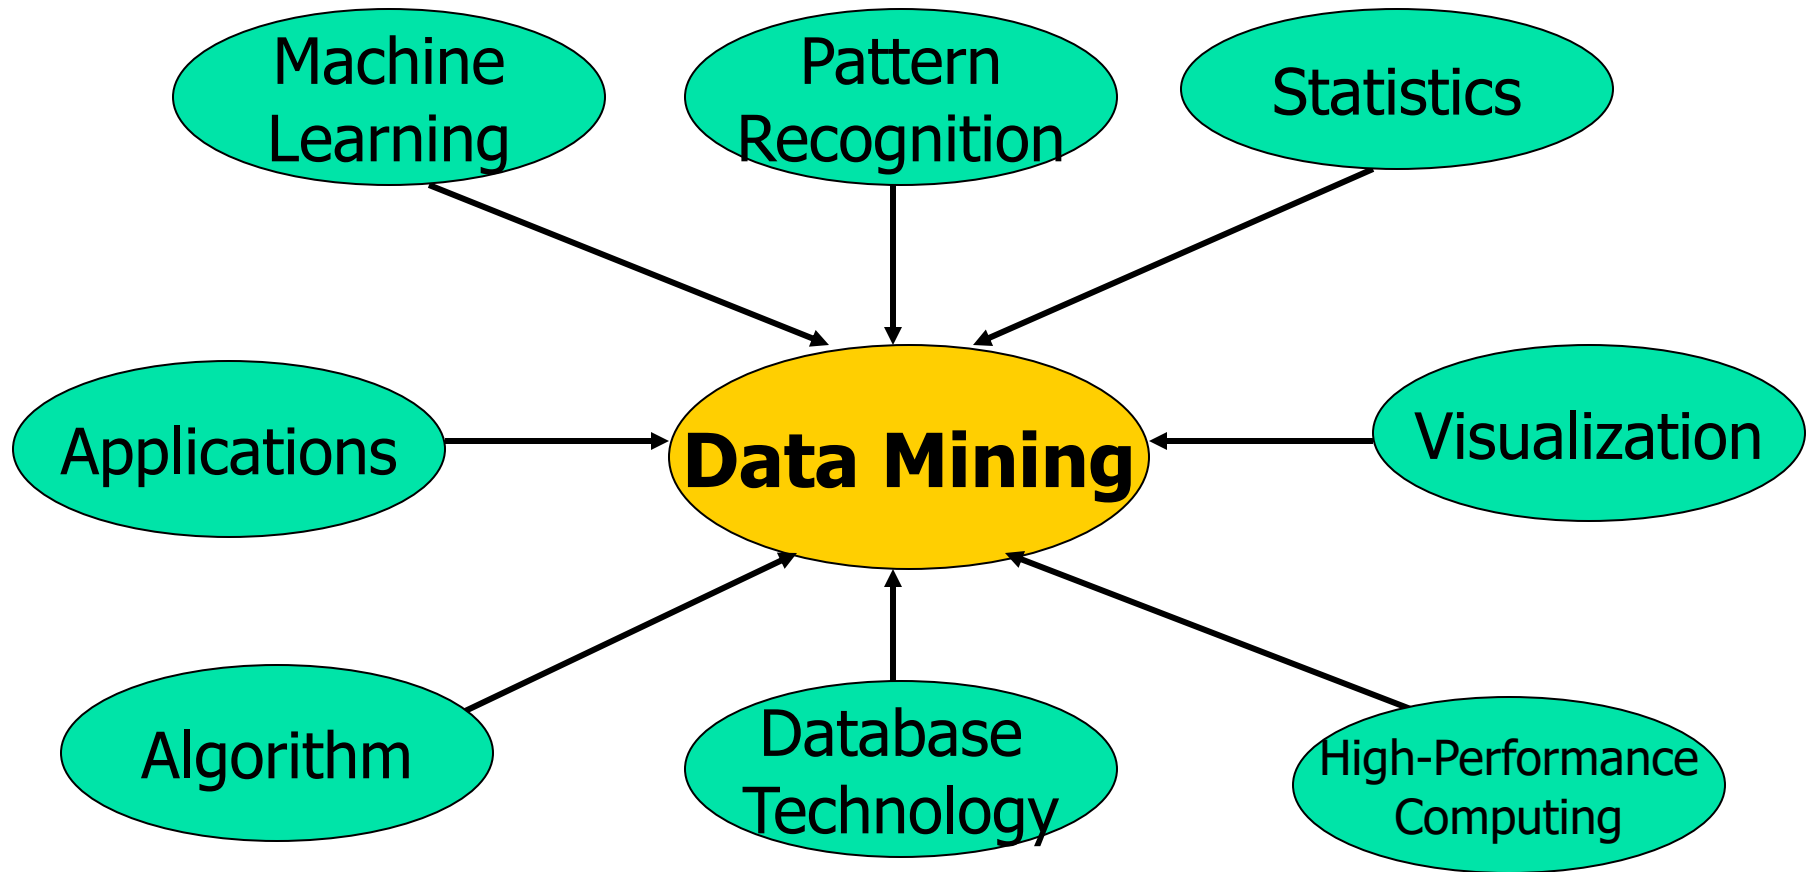 Machine
Learning
Pattern
Recognition
Statistics
Applications
Data Mining
Visualization
Algorithm
Database
Technology
High-Performance
Computing